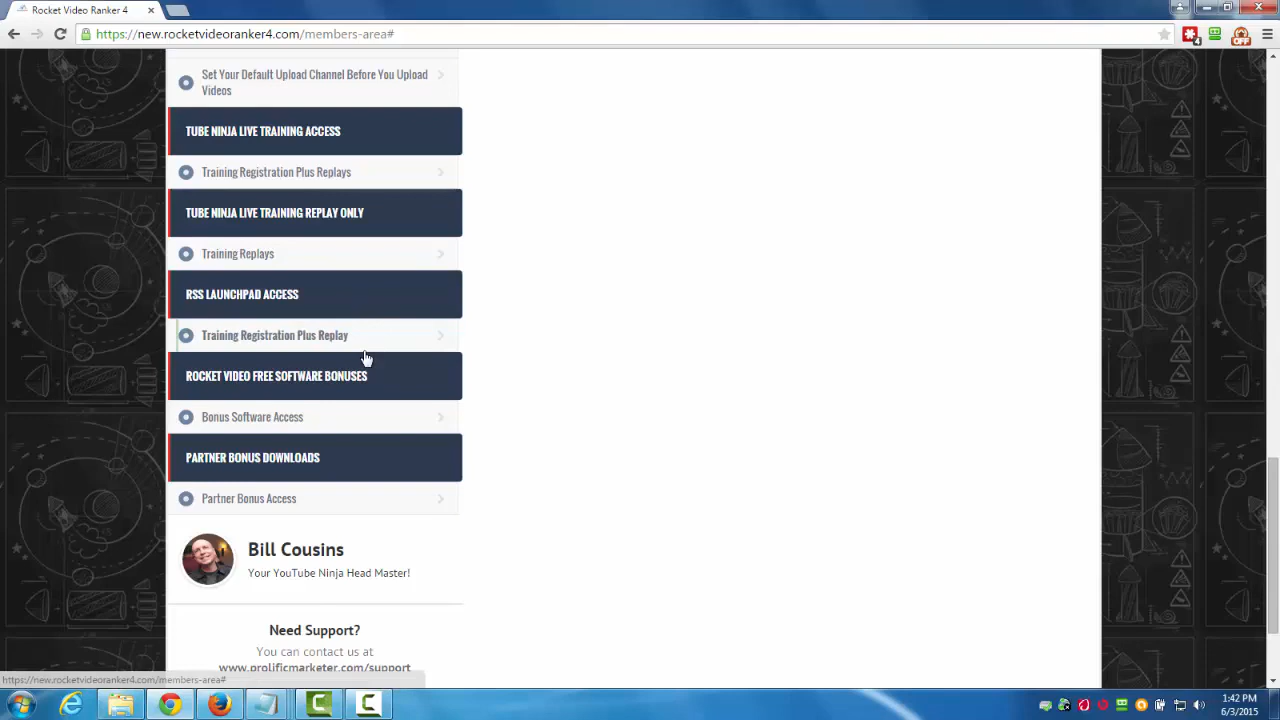 Rocket Video Ranker 4
https://new.rocketvideoranker4.com/members-area#
4
OFF
Set Your Default Upload Channel Before You Upload
Videos
TUBE NINJA LIVE TRAINING ACCESS
Training Registration Plus Replays
TUBE NINJA LIVE TRAINING REPLAY ONLY
Training Replays
RSS LAUNCHPAD ACCESS
Training Registration Plus Replay
ROCKET VIDEO FREE SOFTWARE BONUSES
Bonus Software Access
PARTNER BONUS DOWNLOADS
Partner Bonus Access
Bill Cousins
Your YouTube Ninja Head Master!
Need Support?
You can contact us at
www.prolificmarketer.com/support
https://new.rocketvideoranker4.com/members-area#
1:42 PM
6/3/2015